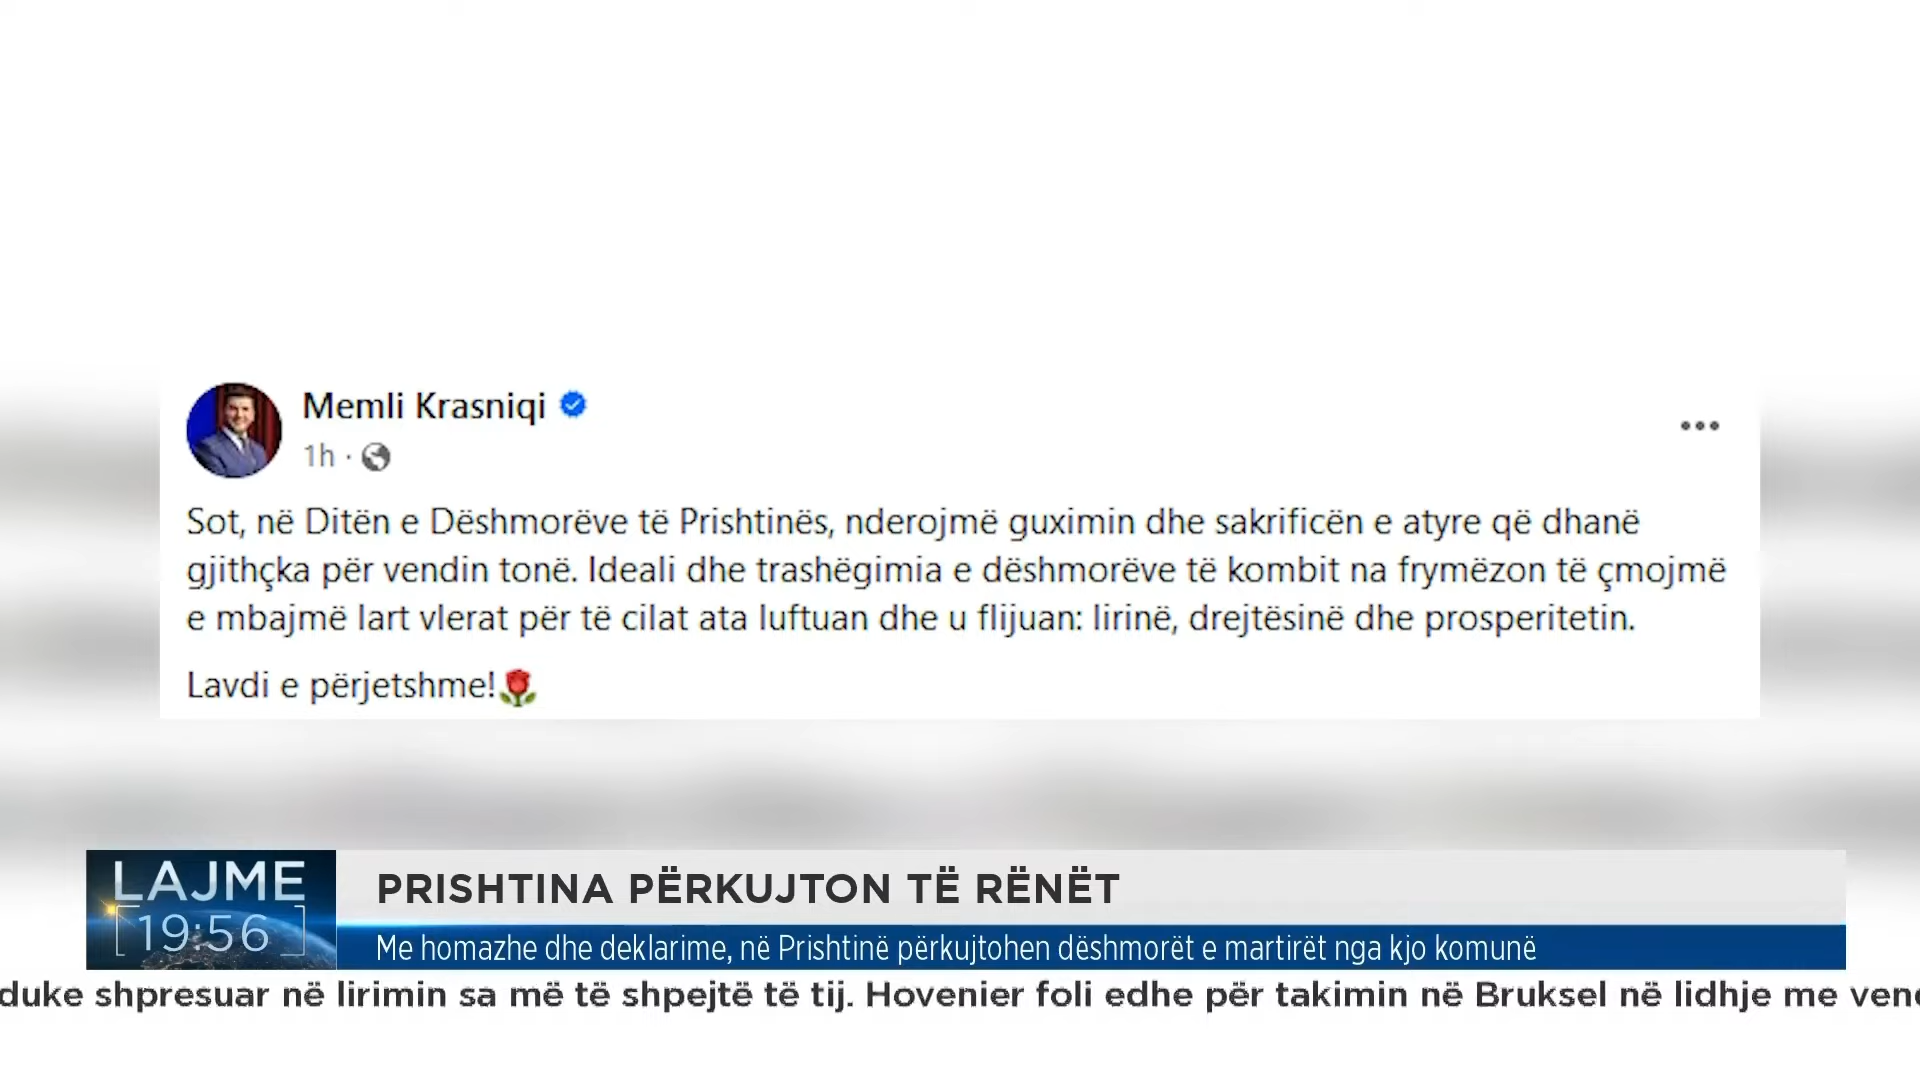 Memli Krasniqi
1h ·
Sot, në Ditën e Dëshmorëve të Prishtinës, nderojmë guximin dhe sakrificën e atyre që dhanë
gjithçka për vendin tonë. Ideali dhe trashëgimia e dëshmorëve të kombit na frymëzon të çmojmë
e mbajmë lart vlerat për të cilat ata luftuan dhe u flijuan: lirinë, drejtësinë dhe prosperitetin.
Lavdi e përjetshme!🌹
LAJME
19:56
PRISHTINA PËRKUJTON TË RËNËT
Me homazhe dhe deklarime, në Prishtinë përkujtohen dëshmorët e martirët nga kjo komunë
duke shpresuar në lirimin sa më të shpejtë të tij. Hovenier foli edhe për takimin në Bruksel në lidhje me